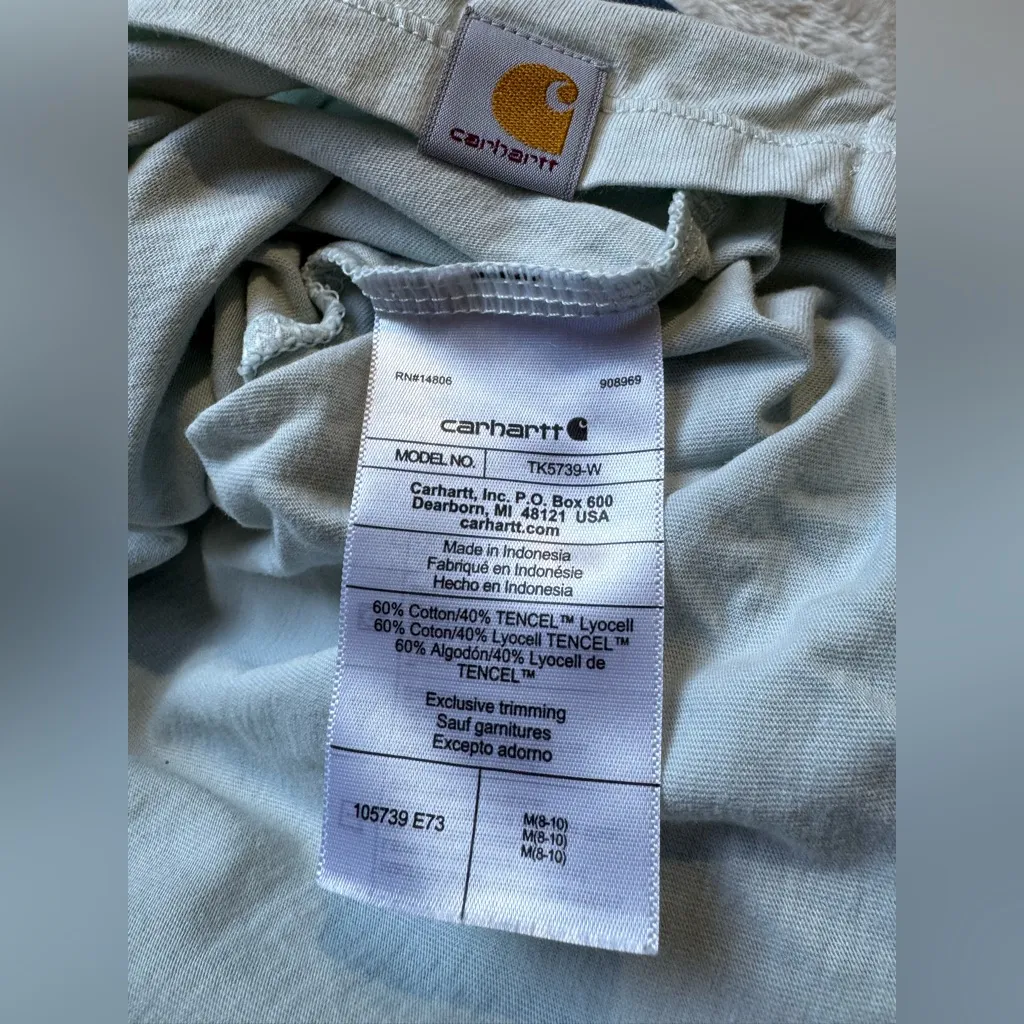 carhartt
RN#14806 908969
carhartt
MODEL NO. TK5739-W
Carhartt, Inc. P.O. Box 600
Dearborn, MI 48121 USA
carhartt.com
Made in Indonesia
Fabriqué en Indonésie
Hecho en Indonesia
60% Cotton/40% TENCEL™ Lyocell
60% Coton/40% Lyocell TENCEL™
60% Algodón/40% Lyocell de
TENCEL™
Exclusive trimming
Sauf garnitures
Excepto adorno
105739 E73
M(8-10)
M(8-10)
M(8-10)